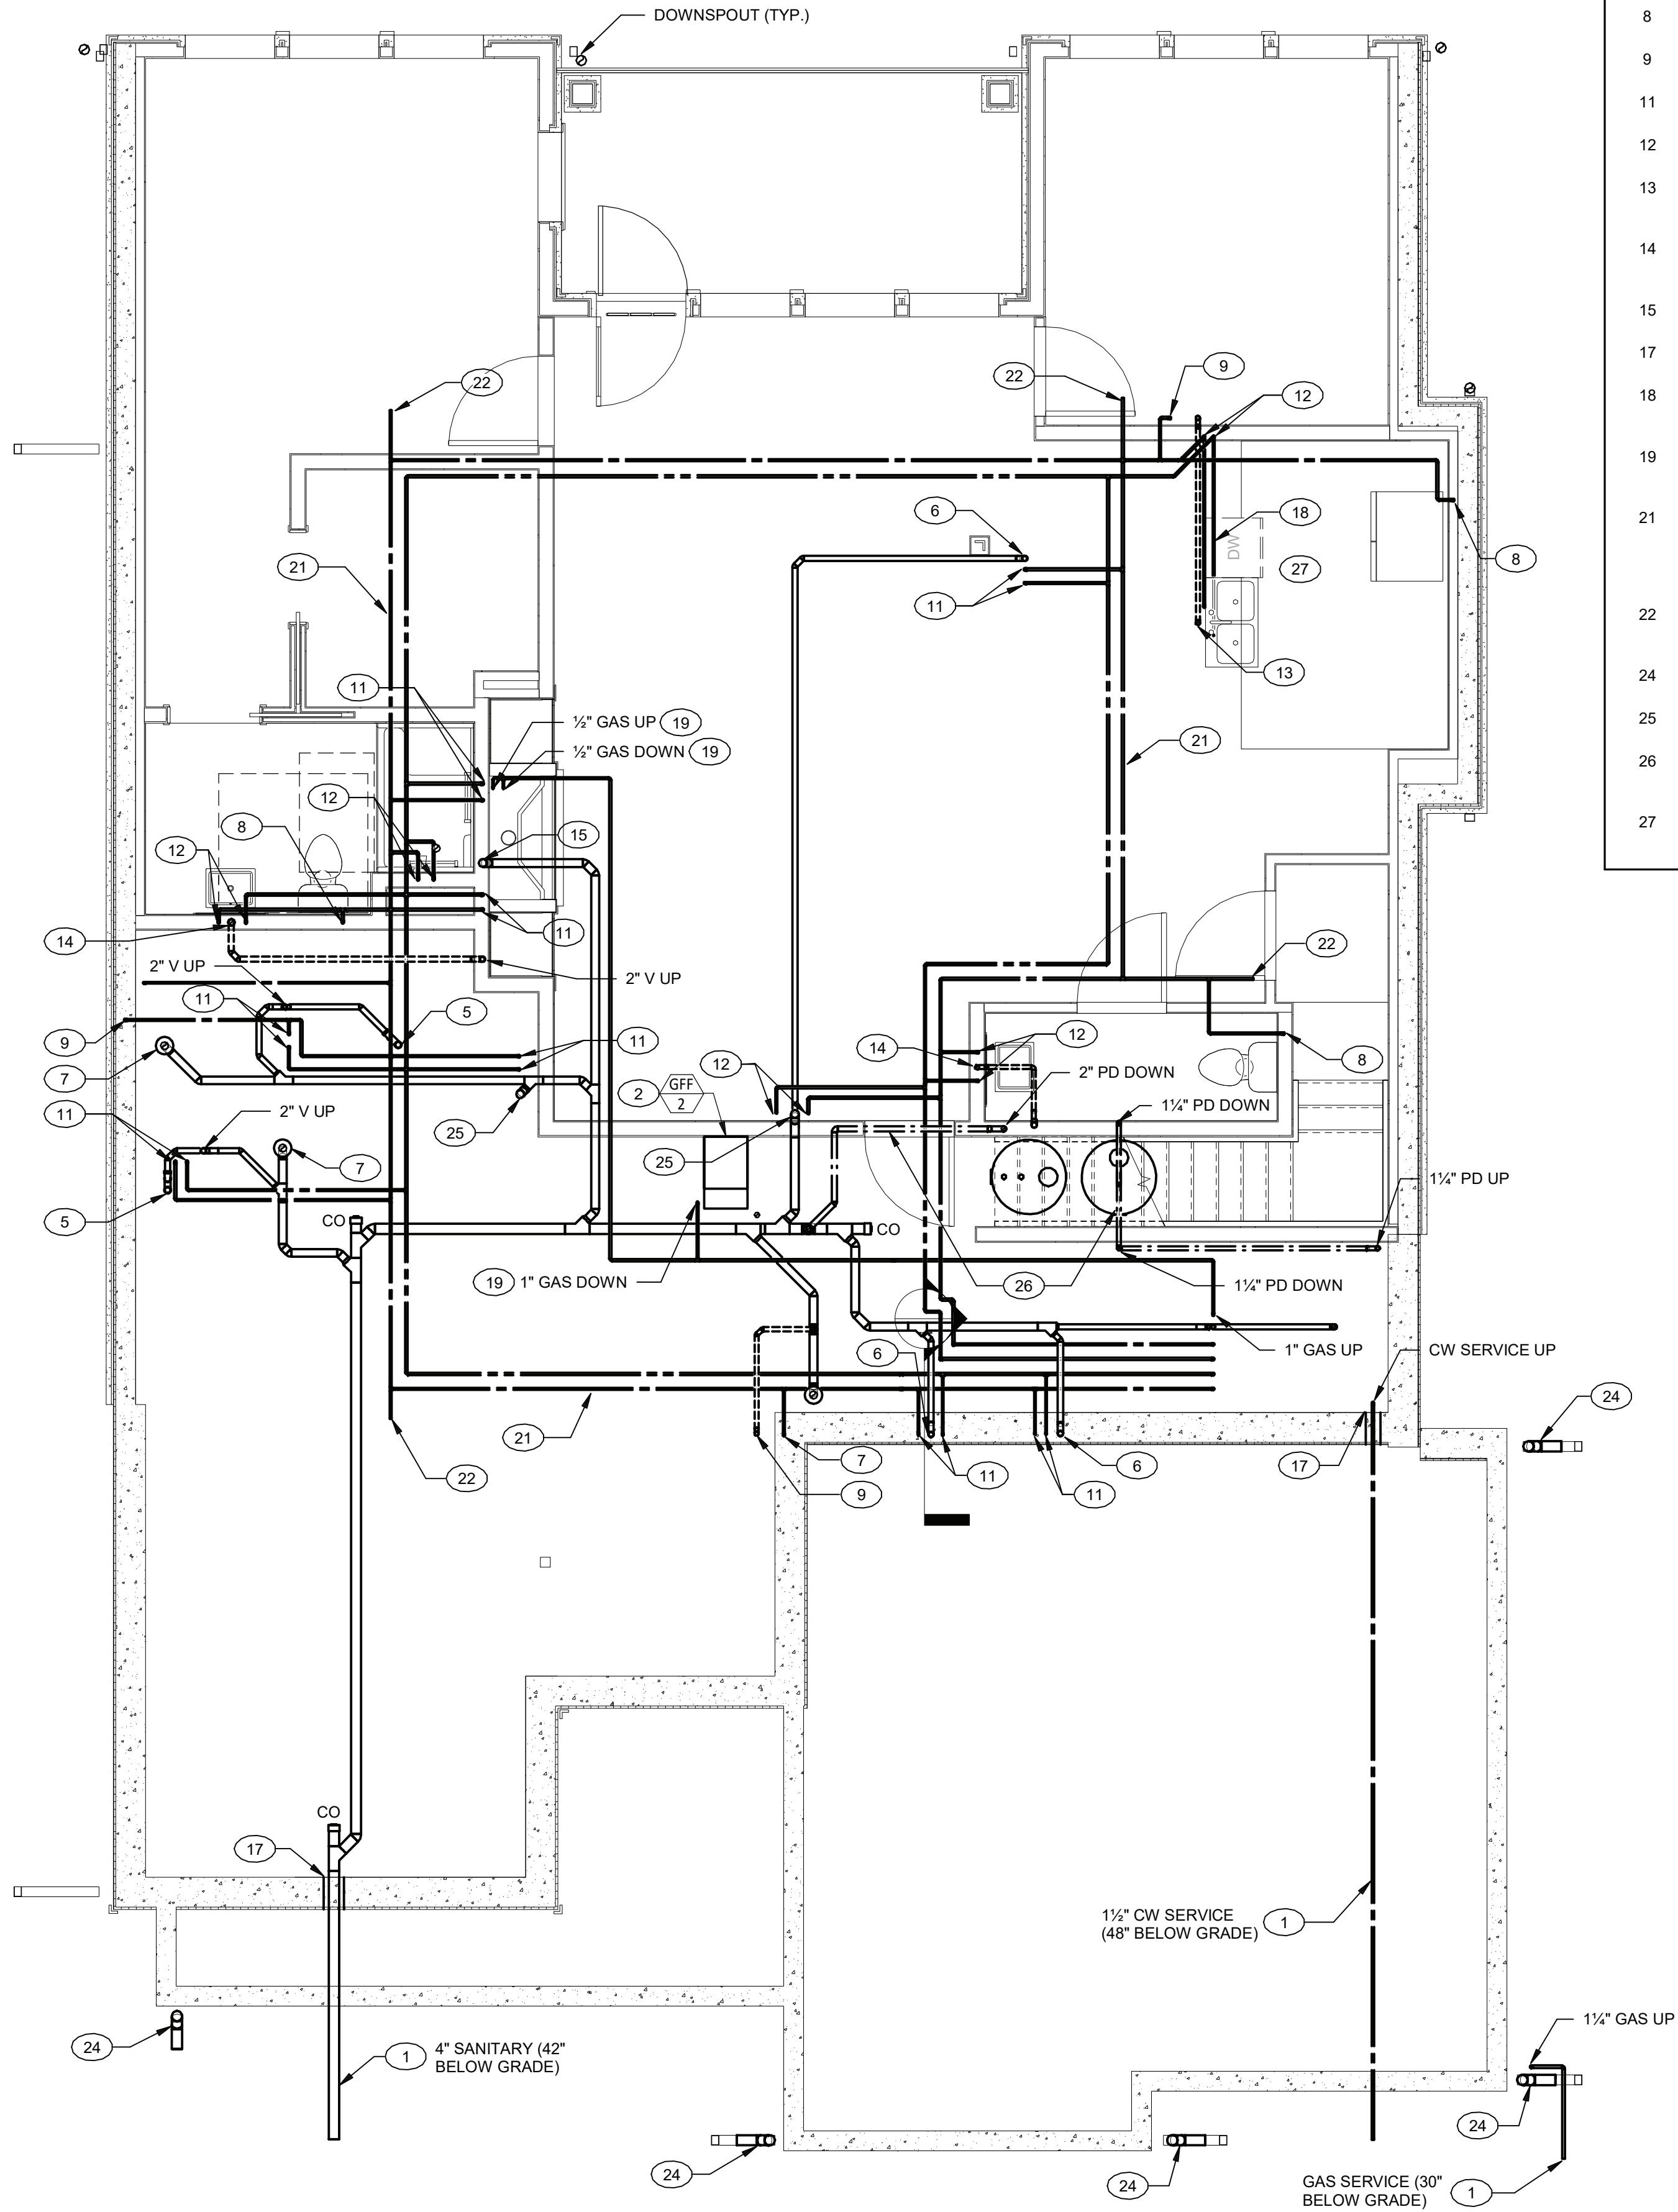 DOWNSPOUT (TYP.)
8
9
11
12
13
14
15
17
18
19
21
22
24
25
26
27
22
22
9
12
6
18
DW
27
8
21
11
13
11
½" GAS UP 19
½" GAS DOWN 19
21
12
8
15
12
14
11
22
2" V UP
2" V UP
11
5
9
11
12
14
12
8
7
2
GFF
2
2" PD DOWN
11
2" V UP
25
25
1¼" PD DOWN
7
5
1¼" PD UP
CO
CO
19 1" GAS DOWN
26
1¼" PD DOWN
6
1" GAS UP
CW SERVICE UP
24
21
22
7
11
6
17
9
11
CO
17
1½" CW SERVICE
(48" BELOW GRADE)
1
24
1
4" SANITARY (42"
BELOW GRADE)
1¼" GAS UP
24
24
24
GAS SERVICE (30"
BELOW GRADE)
1